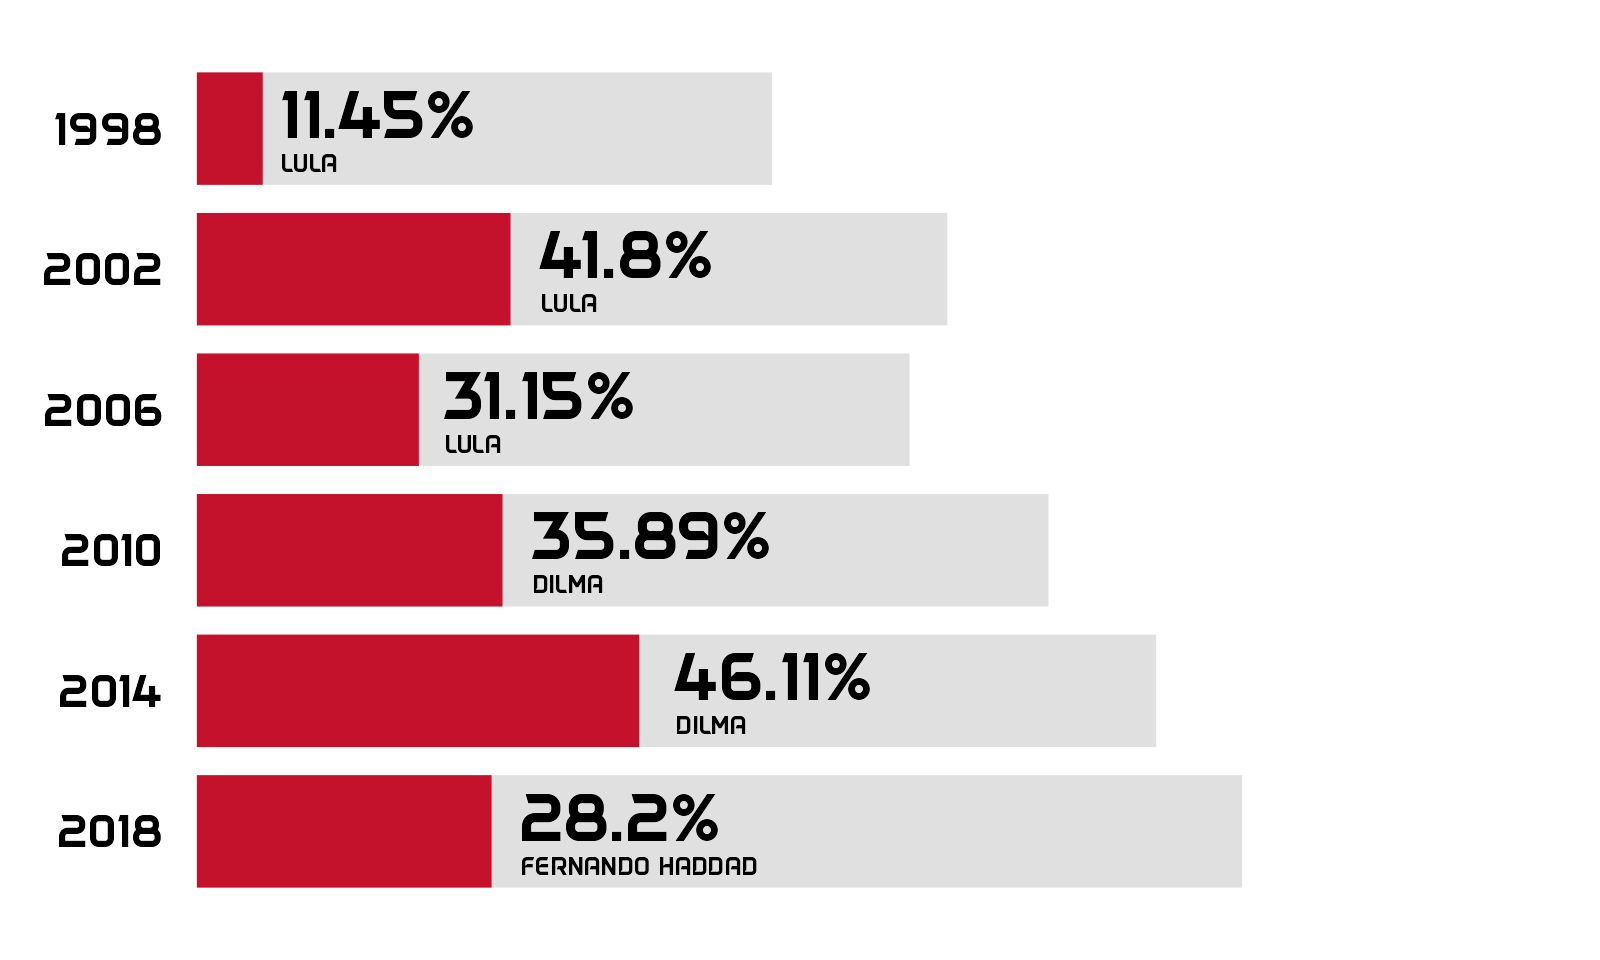 1998
11.45%
LULA
2002
41.8%
LULA
2006
31.15%
LULA
2010
35.89%
DILMA
2014
46.11%
DILMA
2018
28.2%
FERNANDO HADDAD